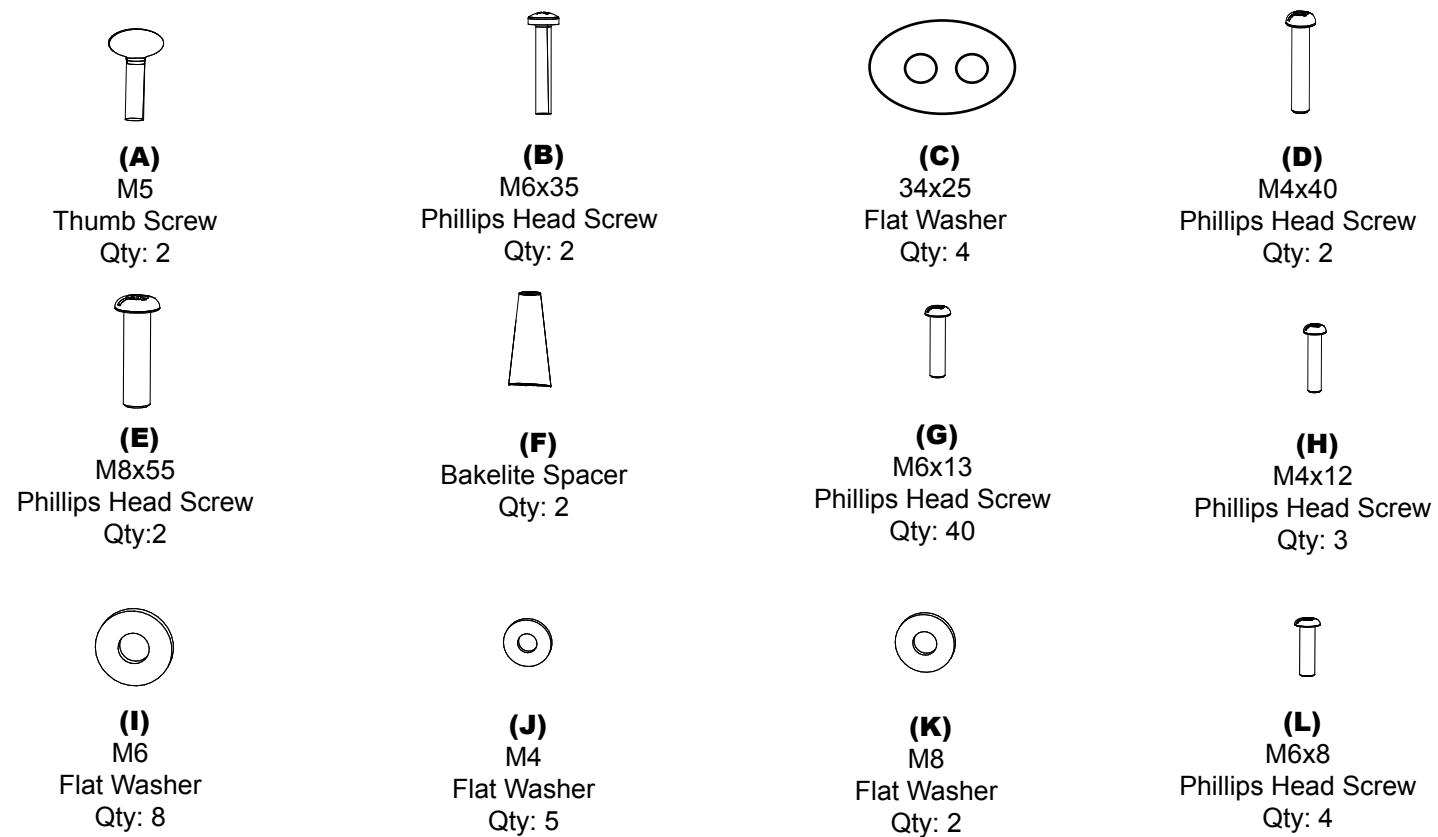 (A)
M5
Thumb Screw
Qty: 2
(B)
M6x35
Phillips Head Screw
Qty: 2
(C)
34x25
Flat Washer
Qty: 4
(D)
M4x40
Phillips Head Screw
Qty: 2
(E)
M8x55
Phillips Head Screw
Qty:2
(F)
Bakelite Spacer
Qty: 2
(G)
M6x13
Phillips Head Screw
Qty: 40
(H)
M4x12
Phillips Head Screw
Qty: 3
(I)
M6
Flat Washer
Qty: 8
(J)
M4
Flat Washer
Qty: 5
(K)
M8
Flat Washer
Qty: 2
(L)
M6x8
Phillips Head Screw
Qty: 4